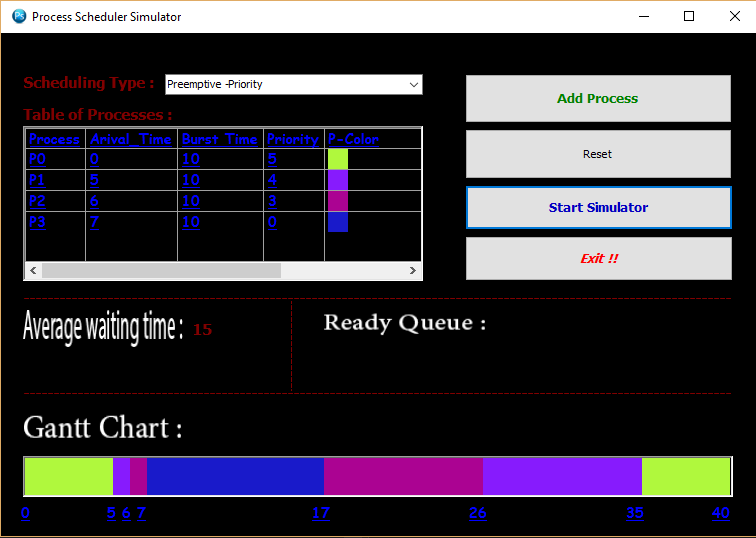 Ps Process Scheduler Simulator
Scheduling Type : Preemptive -Priority
Add Process
Table of Processes :
Process Arival_Time Burst_Time Priority P-Color
P0 0 10 5
P1 5 10 4
P2 6 10 3
P3 7 10 0
Reset
Start Simulator
Exit !!
Average waiting time : 15
Ready Queue :
Gantt Chart :
0 5 6 7 17 26 35 40